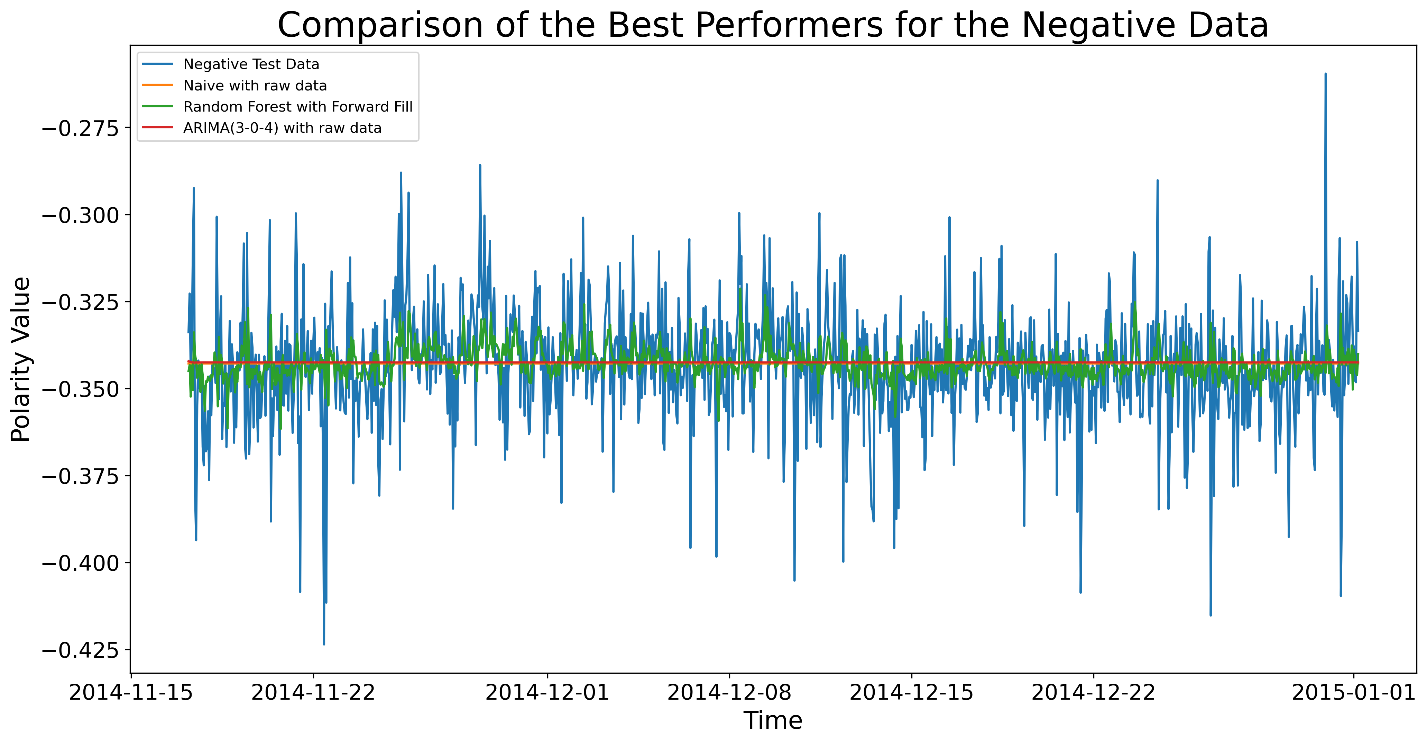 Comparison of the Best Performers for the Negative Data
Negative Test Data
Naive with raw data
Random Forest with Forward Fill
ARIMA(3-0-4) with raw data
Polarity Value
−0.275
−0.300
−0.325
−0.350
−0.375
−0.400
−0.425
2014-11-15 2014-11-22 2014-12-01 2014-12-08 2014-12-15 2014-12-22 2015-01-01
Time